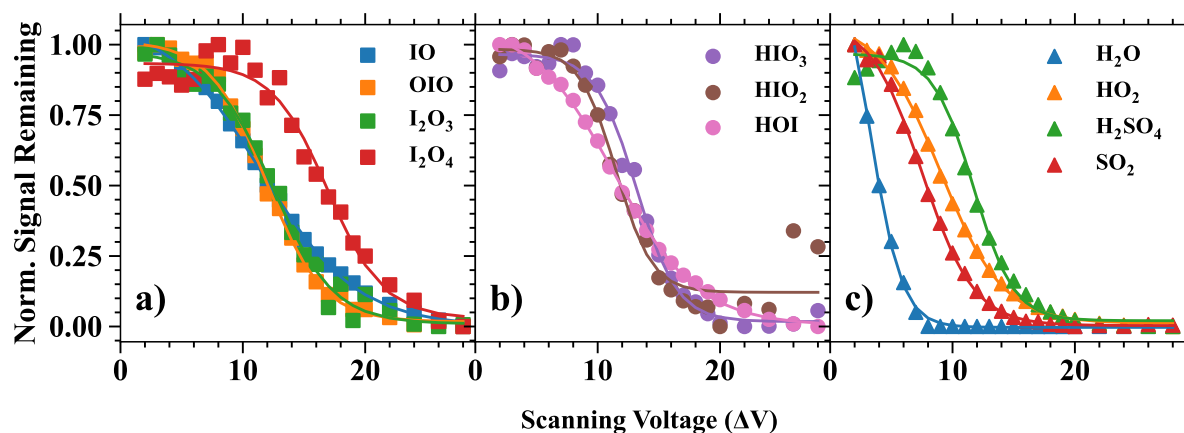 Norm. Signal Remaining
1.00
0.75
0.50
0.25
0.00
IO
OIO
I₂O₃
I₂O₄
a)
0
10
20
HIO₃
HIO₂
HOI
b)
0
10
20
H₂O
HO₂
H₂SO₄
SO₂
c)
0
10
20
Scanning Voltage (ΔV)